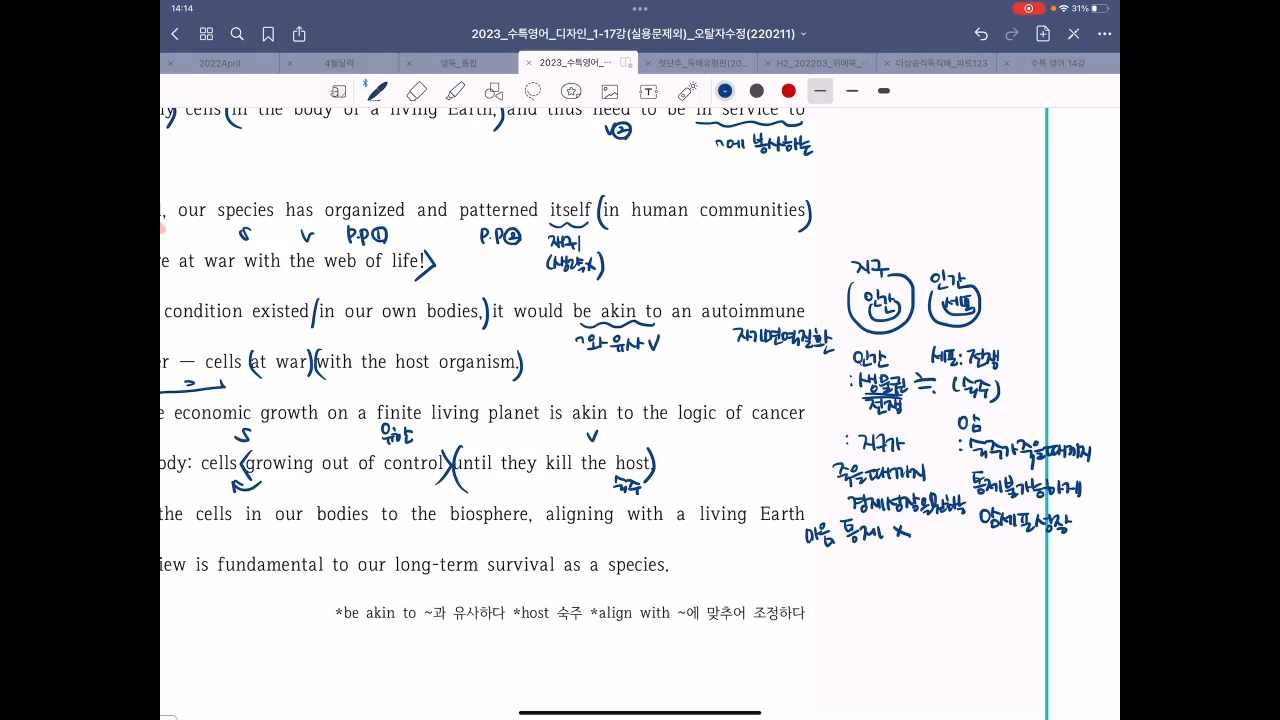 14:14
31%
2023_수특영어_디자인_1-17강(실용문제외)_오탈자수정(220211)
2022April
4월달력
영독_통합
2023_수특영어_…
첫단추_독해유형편(20…
H2_202203_위메북_…
더상승직독직해_파트123
수특 영어 14강
cells (in the body of a living Earth,) and thus need to be in service to
V②
~에 봉사하는
, our species has organized and patterned itself (in human communities)
S V P.P① P.P② 재귀
(생략x)
e at war with the web of life!
지구 인간
인간 세포
condition existed (in our own bodies,) it would be akin to an autoimmune
~와 유사 V 자기면역질환
r — cells (at war) (with the host organism.)
인간 세포: 전쟁
: 생물권 ≒ (숙주)
전쟁
e economic growth on a finite living planet is akin to the logic of cancer
S 유한 V
암
: 지구가 : 숙주가 죽을때까지
ody: cells (growing out of control) (until they kill the host)
숙주
죽을때까지 통제불가능하게
the cells in our bodies to the biosphere, aligning with a living Earth
암세포성장
마음 통제 x
iew is fundamental to our long-term survival as a species.
*be akin to ~과 유사하다 *host 숙주 *align with ~에 맞추어 조정하다